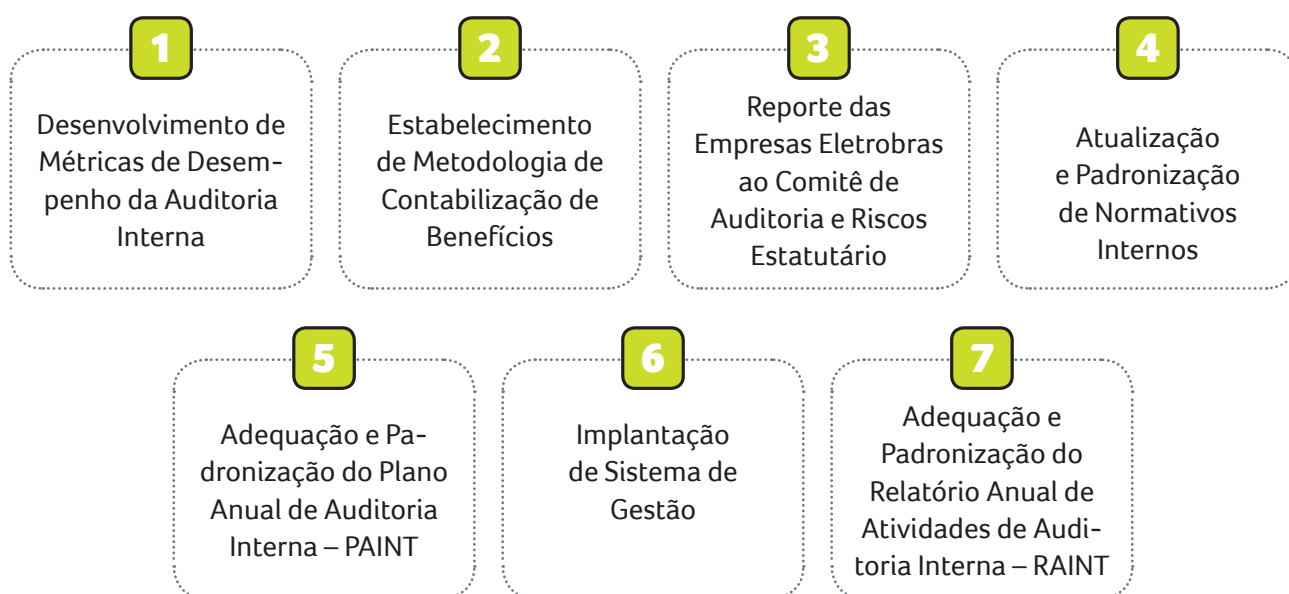 1
Desenvolvimento de
Métricas de Desem-
penho da Auditoria
Interna
2
Estabelecimento
de Metodologia de
Contabilização de
Benefícios
3
Reporte das
Empresas Eletrobras
ao Comitê de
Auditoria e Riscos
Estatutário
4
Atualização
e Padronização
de Normativos
Internos
5
Adequação e Pa-
dronização do Plano
Anual de Auditoria
Interna – PAINT
6
Implantação
de Sistema de
Gestão
7
Adequação e
Padronização do
Relatório Anual de
Atividades de Audi-
toria Interna – RAINT